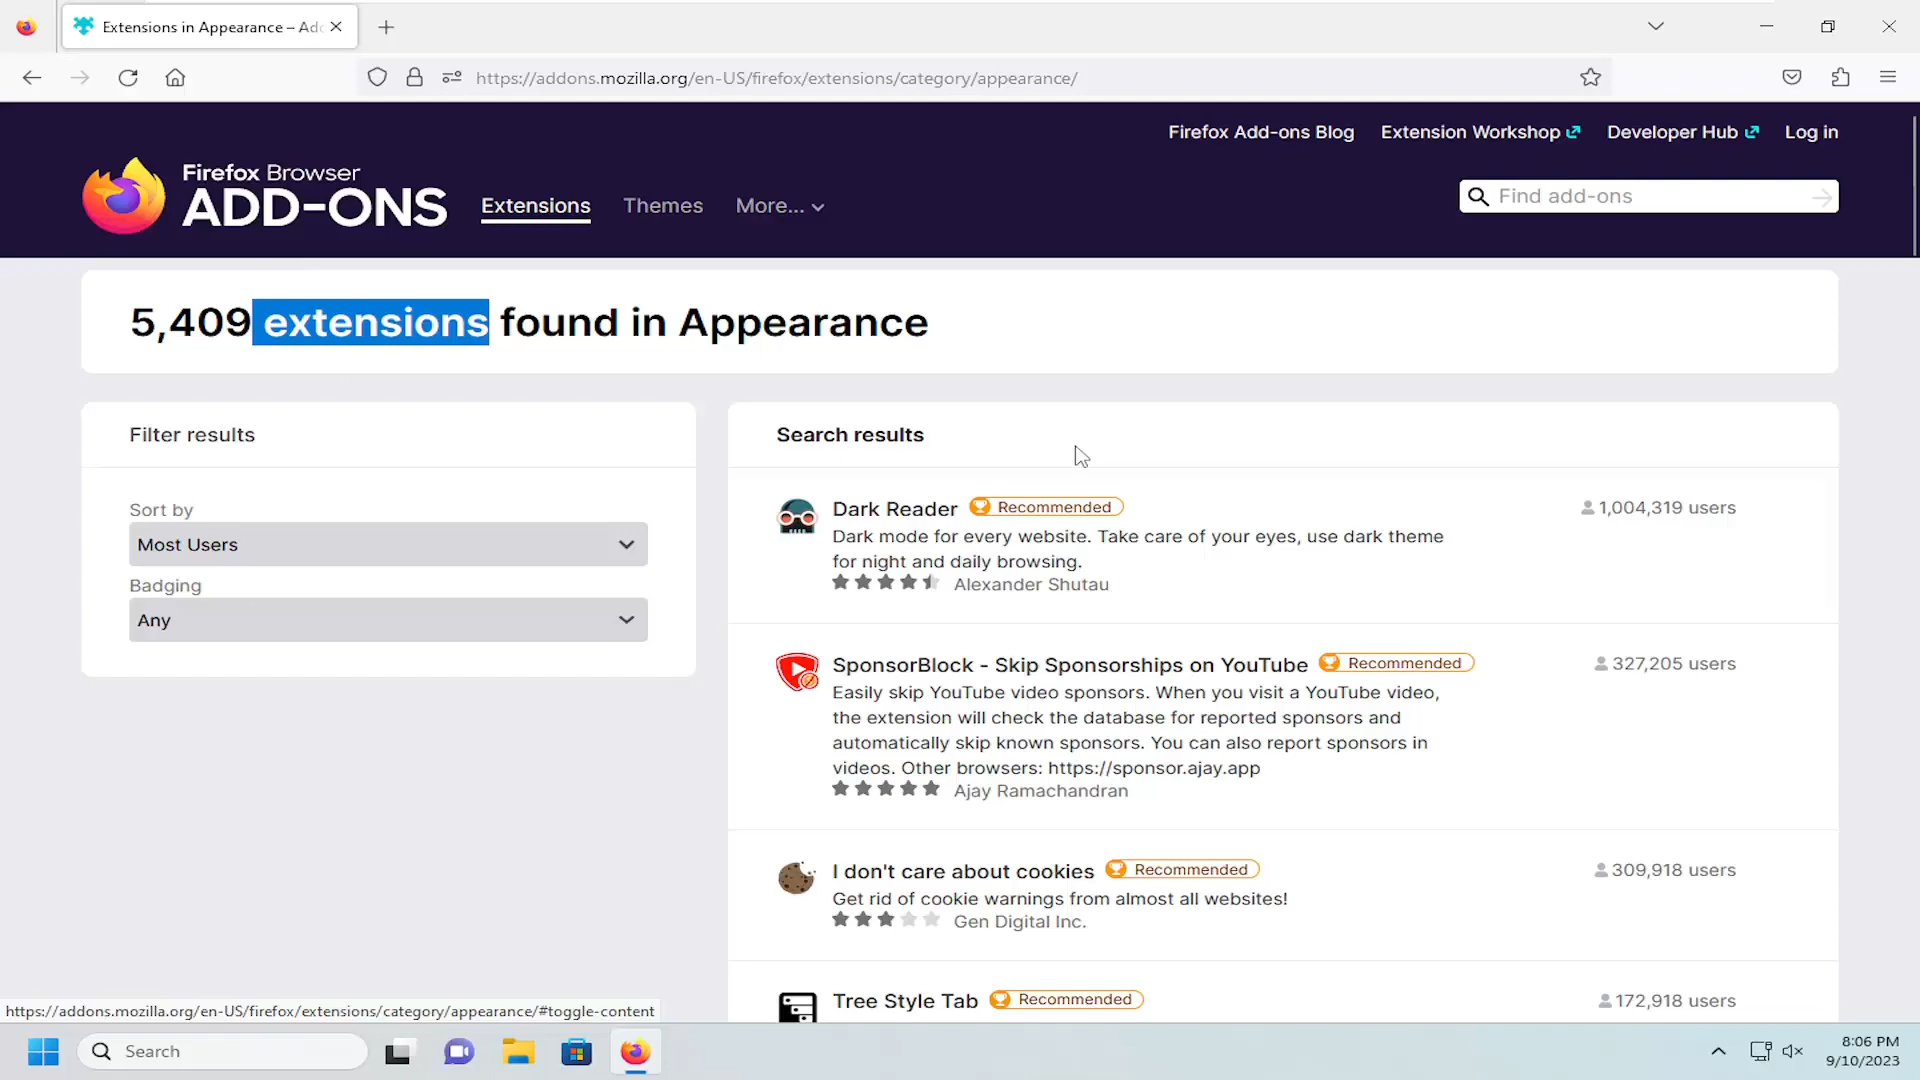 Extensions in Appearance – Add
https://addons.mozilla.org/en-US/firefox/extensions/category/appearance/
Firefox Add-ons Blog
Extension Workshop
Developer Hub
Log in
Firefox Browser
ADD-ONS
Extensions
Themes
More...
Find add-ons
5,409 extensions found in Appearance
Filter results
Sort by
Most Users
Badging
Any
Search results
Dark Reader
Recommended
1,004,319 users
Dark mode for every website. Take care of your eyes, use dark theme
for night and daily browsing.
Alexander Shutau
SponsorBlock - Skip Sponsorships on YouTube
Recommended
327,205 users
Easily skip YouTube video sponsors. When you visit a YouTube video,
the extension will check the database for reported sponsors and
automatically skip known sponsors. You can also report sponsors in
videos. Other browsers: https://sponsor.ajay.app
Ajay Ramachandran
I don't care about cookies
Recommended
309,918 users
Get rid of cookie warnings from almost all websites!
Gen Digital Inc.
Tree Style Tab
Recommended
172,918 users
https://addons.mozilla.org/en-US/firefox/extensions/category/appearance/#toggle-content
Search
8:06 PM
9/10/2023